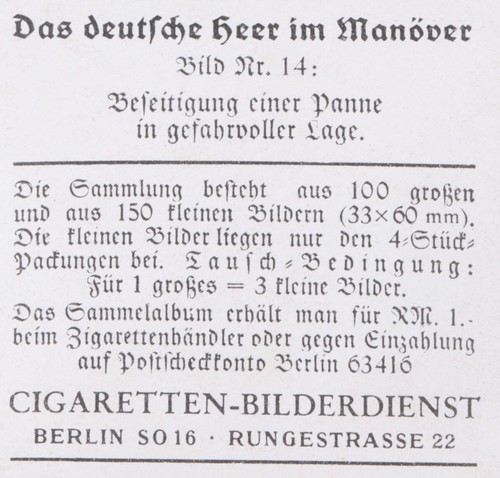 Das deutsche Heer im Manöver
Bild Nr. 14:
Beseitigung einer Panne
in gefahrvoller Lage.
Die Sammlung besteht aus 100 großen
und aus 150 kleinen Bildern (33×60 mm).
Die kleinen Bilder liegen nur den 4-Stück-
Packungen bei. Tausch-Bedingung:
Für 1 großes = 3 kleine Bilder.
Das Sammelalbum erhält man für RM. 1.-
beim Zigarettenhändler oder gegen Einzahlung
auf Postscheckkonto Berlin 63416
CIGARETTEN-BILDERDIENST
BERLIN SO 16 · RUNGESTRASSE 22